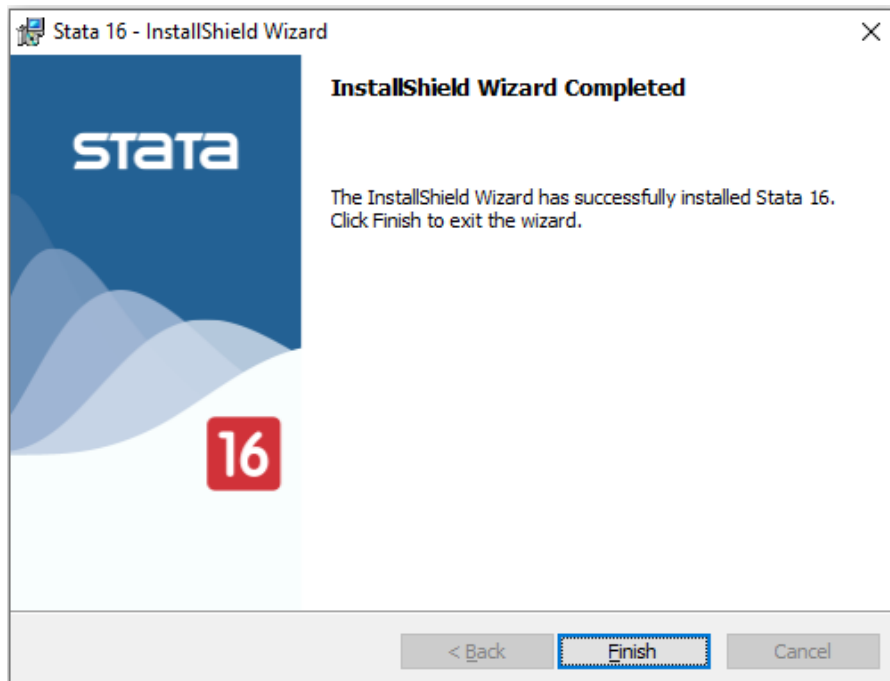 Stata 16 - InstallShield Wizard
InstallShield Wizard Completed
STATA
The InstallShield Wizard has successfully installed Stata 16.
Click Finish to exit the wizard.
16
< Back
Finish
Cancel